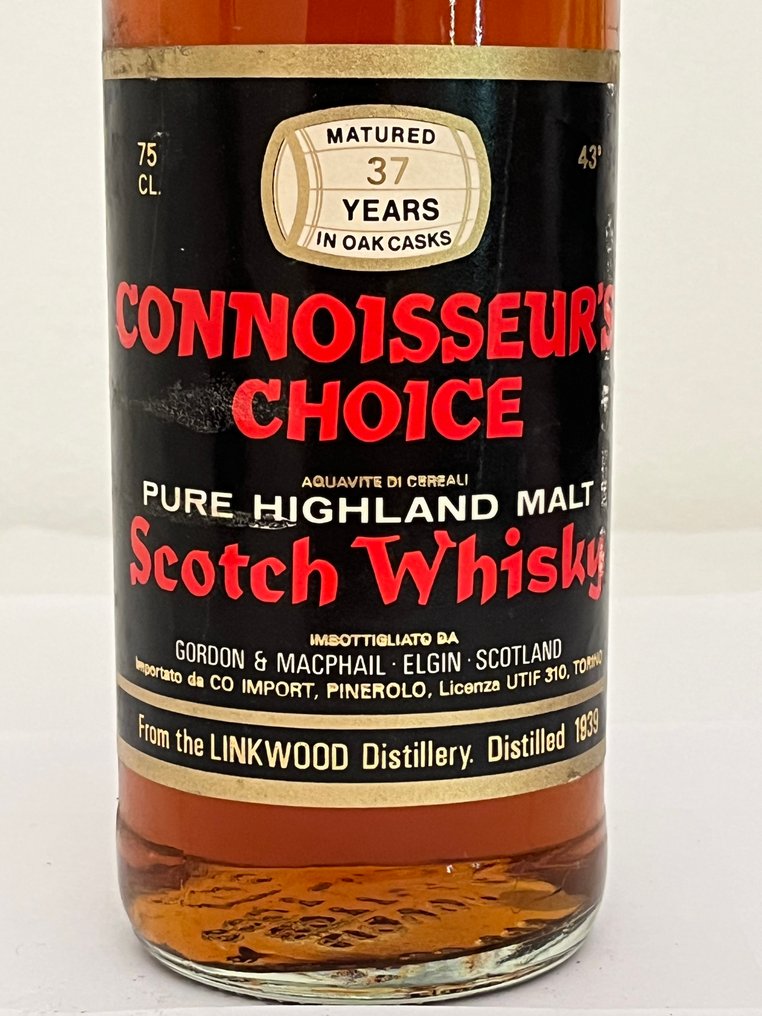 75
CL.
MATURED
37
YEARS
IN OAK CASKS
43°
CONNOISSEUR'S
CHOICE
AQUAVITE DI CEREALI
PURE HIGHLAND MALT
Scotch Whisky
IMBOTTIGLIATO DA
GORDON & MACPHAIL · ELGIN · SCOTLAND
Importato da CO IMPORT, PINEROLO, Licenza UTIF 310, TORINO
From the LINKWOOD Distillery. Distilled 1939